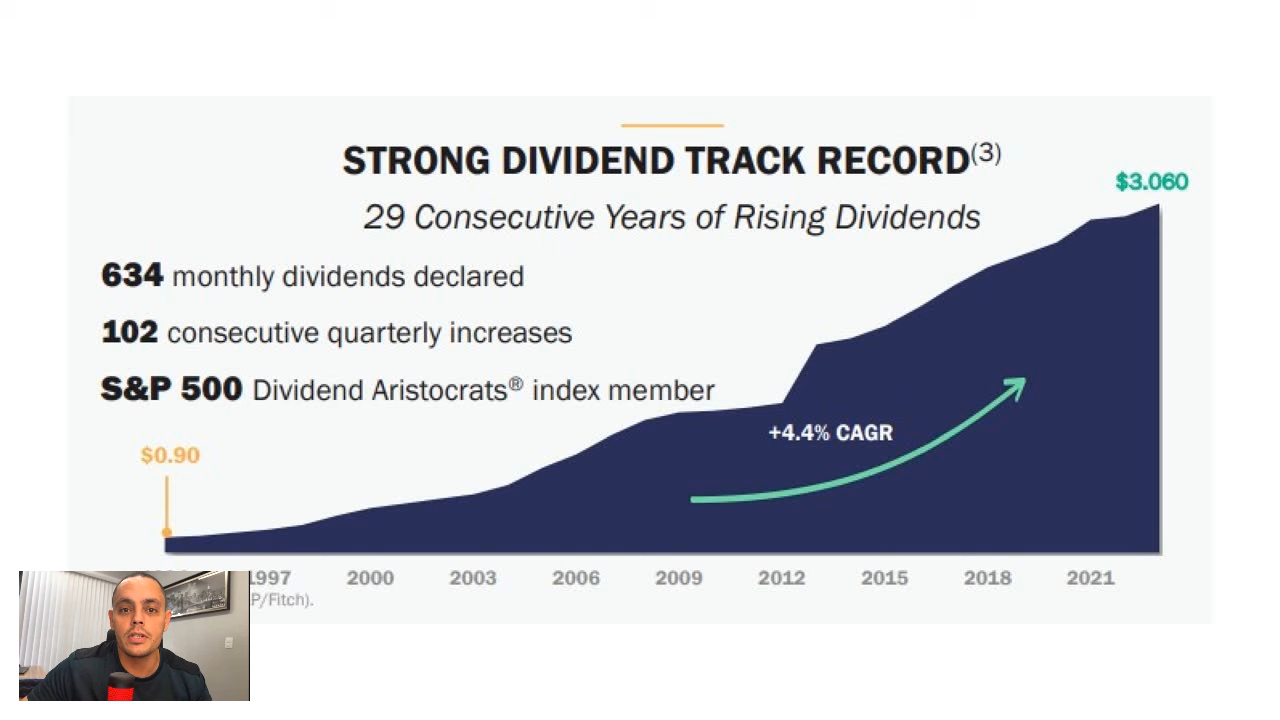 STRONG DIVIDEND TRACK RECORD(3)
$3.060
29 Consecutive Years of Rising Dividends
634 monthly dividends declared
102 consecutive quarterly increases
S&P 500 Dividend Aristocrats® index member
+4.4% CAGR
$0.90
1997 2000 2003 2006 2009 2012 2015 2018 2021
P/Fitch).